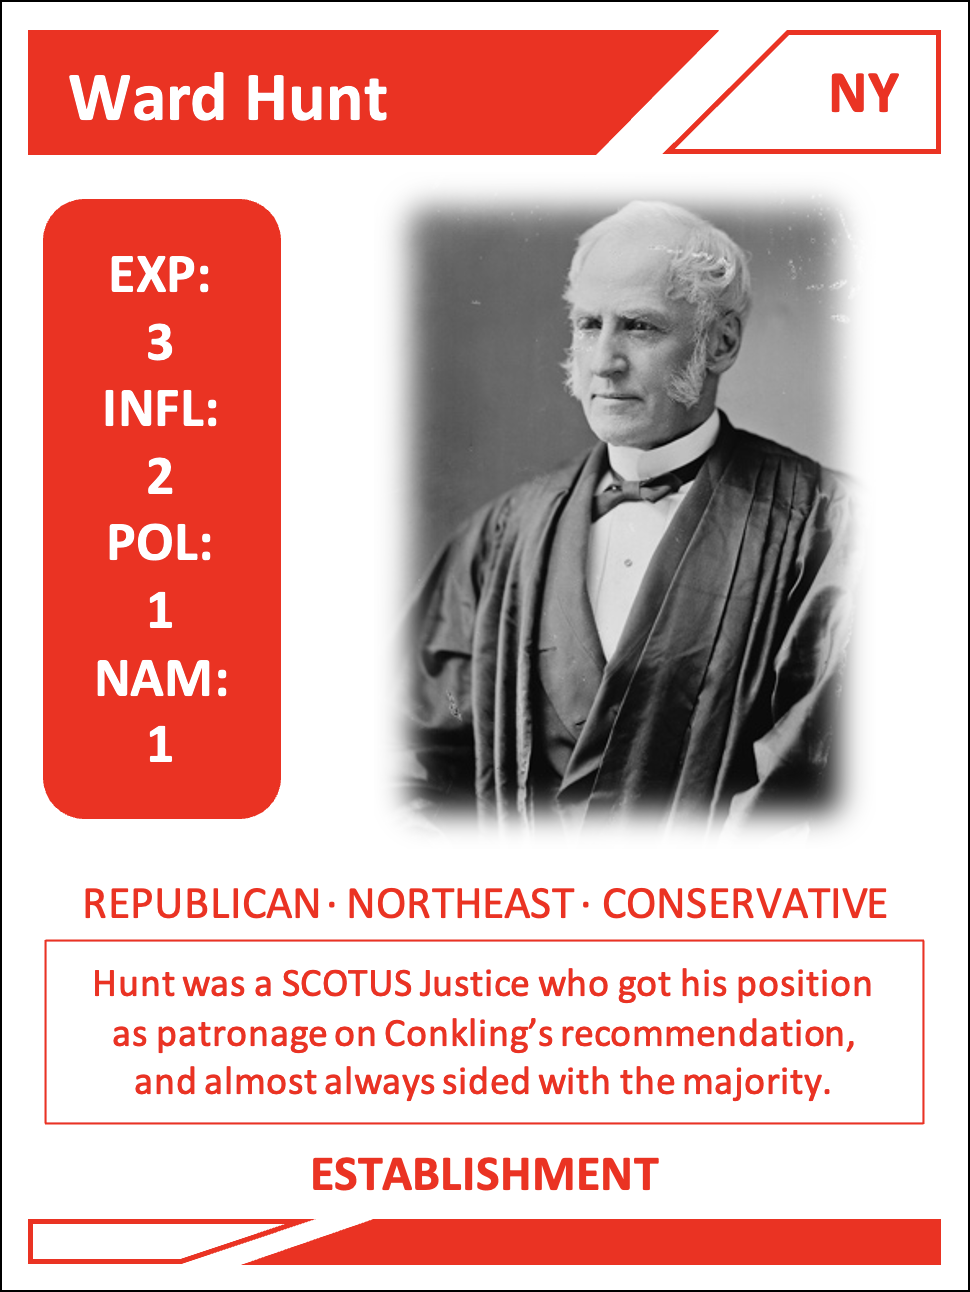 Ward Hunt
NY
EXP:
3
INFL:
2
POL:
1
NAM:
1
REPUBLICAN · NORTHEAST · CONSERVATIVE
Hunt was a SCOTUS Justice who got his position
as patronage on Conkling’s recommendation,
and almost always sided with the majority.
ESTABLISHMENT